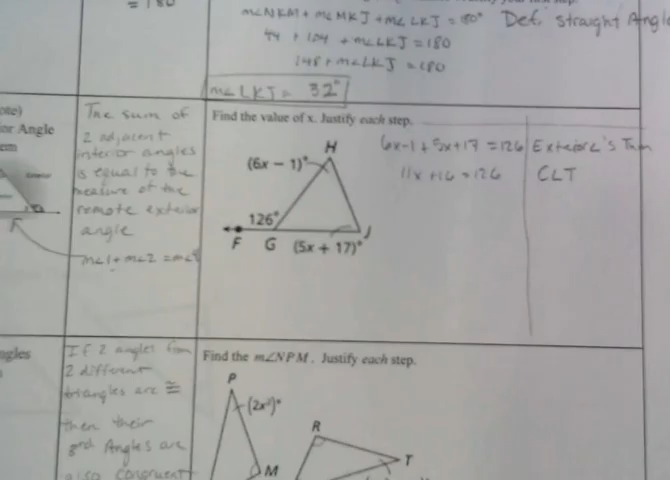 = 180
m∠NKM + m∠MKJ + m∠LKJ = 180° Def. Straight Angle
44 + 104 + m∠LKJ = 180
148 + m∠LKJ = 180
m∠LKJ = 32°
ior Angle
The sum of
2 adjacent
interior angles
is equal to the
measure of the
remote exterior
angle
m∠1 + m∠2 = m∠
Find the value of x. Justify each step.
6x-1 + 5x+17 = 126 Exterior ∠'s Thm
11x + 16 = 126 CLT
H
(6x − 1)°
126°
F G (5x + 17)° J
ngles
If 2 angles from
2 different
triangles are ≅
then their
3rd Angles are
also congruent
Find the m∠NPM. Justify each step.
P
(2x²)°
M
R
T